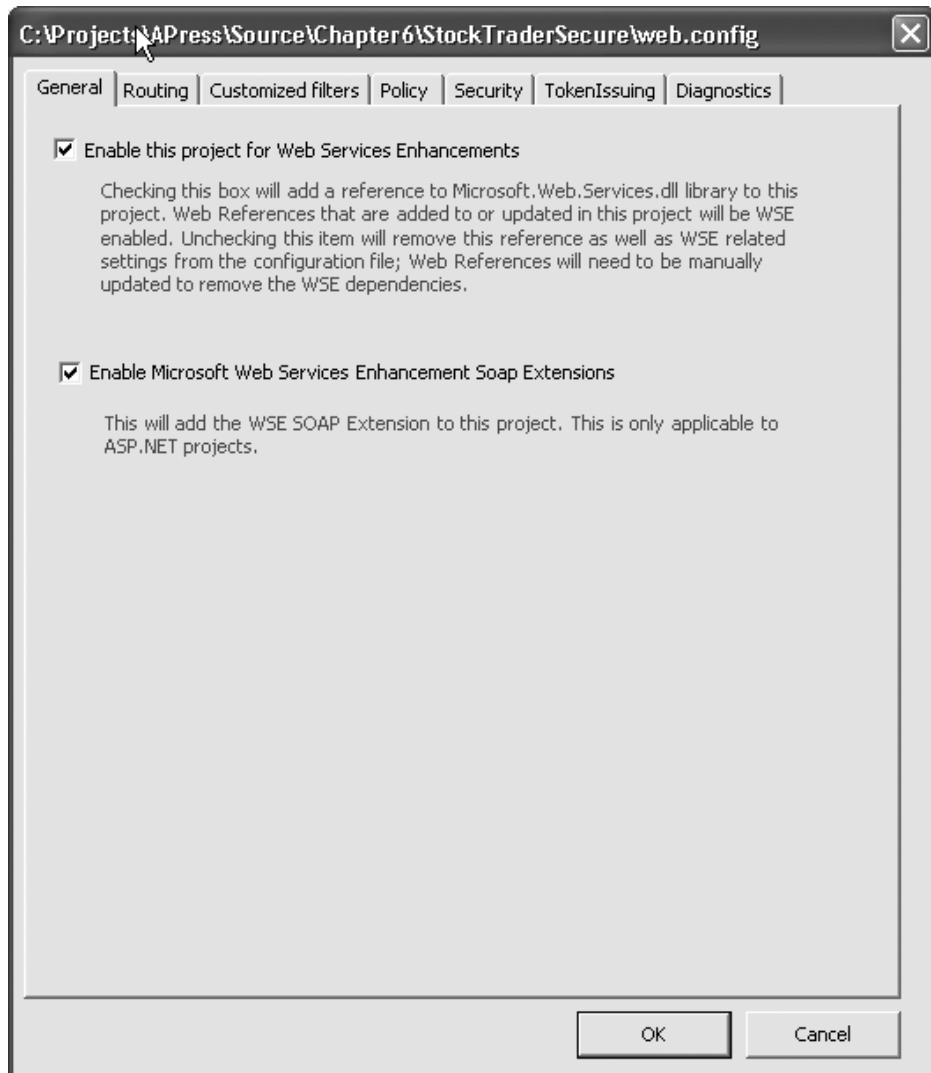 C:\Projects\APress\Source\Chapter6\StockTraderSecure\web.config
General Routing Customized filters Policy Security TokenIssuing Diagnostics
Enable this project for Web Services Enhancements
Checking this box will add a reference to Microsoft.Web.Services.dll library to this
project. Web References that are added to or updated in this project will be WSE
enabled. Unchecking this item will remove this reference as well as WSE related
settings from the configuration file; Web References will need to be manually
updated to remove the WSE dependencies.
Enable Microsoft Web Services Enhancement Soap Extensions
This will add the WSE SOAP Extension to this project. This is only applicable to
ASP.NET projects.
OK Cancel